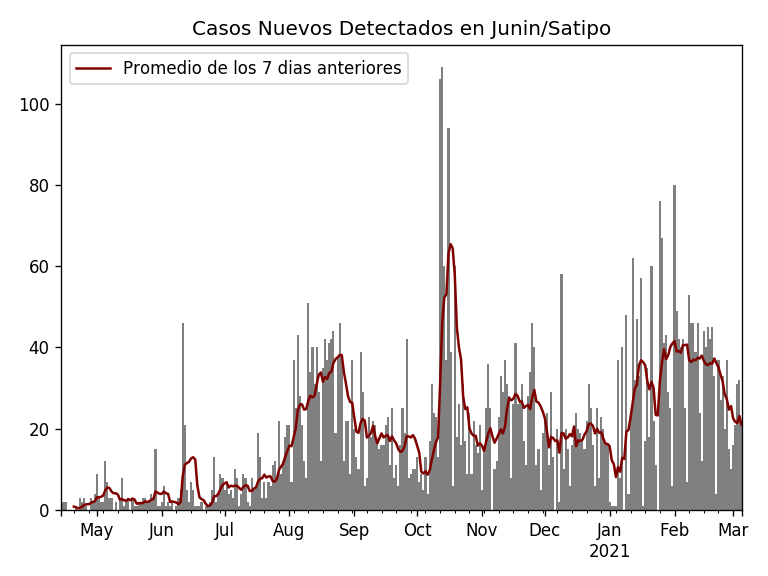 Casos Nuevos Detectados en Junin/Satipo
Promedio de los 7 dias anteriores
100
80
60
40
20
0
May Jun Jul Aug Sep Oct Nov Dec Jan Feb Mar
2021